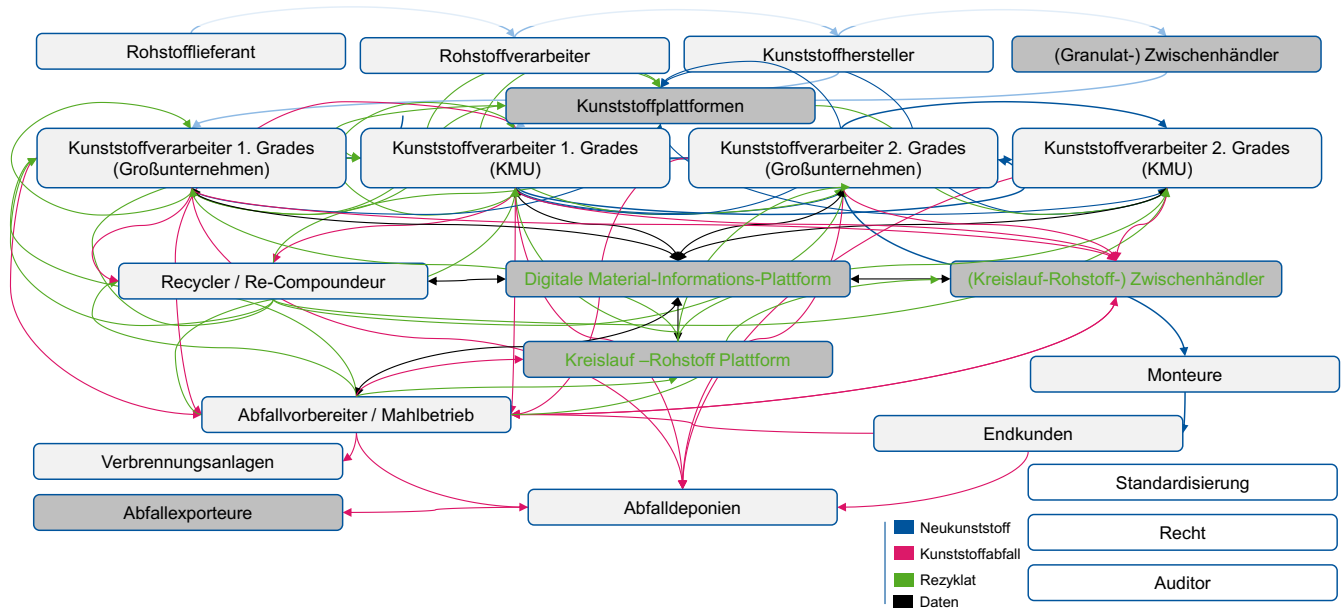 Rohstofflieferant
Rohstoffverarbeiter
Kunststoffhersteller
(Granulat-) Zwischenhändler
Kunststoffplattformen
Kunststoffverarbeiter 1. Grades
(Großunternehmen)
Kunststoffverarbeiter 1. Grades
(KMU)
Kunststoffverarbeiter 2. Grades
(Großunternehmen)
Kunststoffverarbeiter 2. Grades
(KMU)
Recycler / Re-Compoundeur
Digitale Material-Informations-Plattform
(Kreislauf-Rohstoff-) Zwischenhändler
Kreislauf –Rohstoff Plattform
Monteure
Abfallvorbereiter / Mahlbetrieb
Endkunden
Verbrennungsanlagen
Standardisierung
Abfallexporteure
Abfalldeponien
Recht
Auditor
Neukunststoff
Kunststoffabfall
Rezyklat
Daten